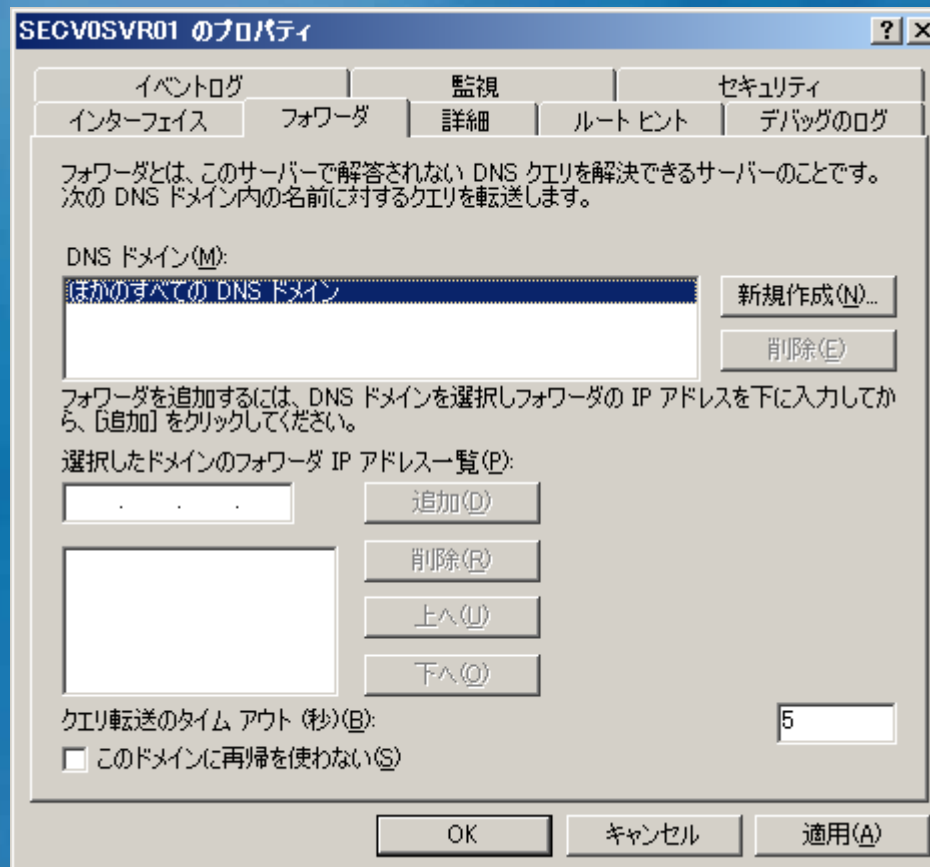 SECV0SVR01 のプロパティ
イベントログ 監視 セキュリティ
インターフェイス フォワーダ 詳細 ルート ヒント デバッグのログ
フォワーダとは、このサーバーで解答されない DNS クエリを解決できるサーバーのことです。
次の DNS ドメイン内の名前に対するクエリを転送します。
DNS ドメイン(M):
ほかのすべての DNS ドメイン
新規作成(N)...
削除(E)
フォワーダを追加するには、DNS ドメインを選択しフォワーダの IP アドレスを下に入力してか
ら、[追加] をクリックしてください。
選択したドメインのフォワーダ IP アドレス一覧(P):
. . .
追加(D)
削除(R)
上へ(U)
下へ(O)
クエリ転送のタイム アウト (秒)(B):
5
このドメインに再帰を使わない(S)
OK キャンセル 適用(A)